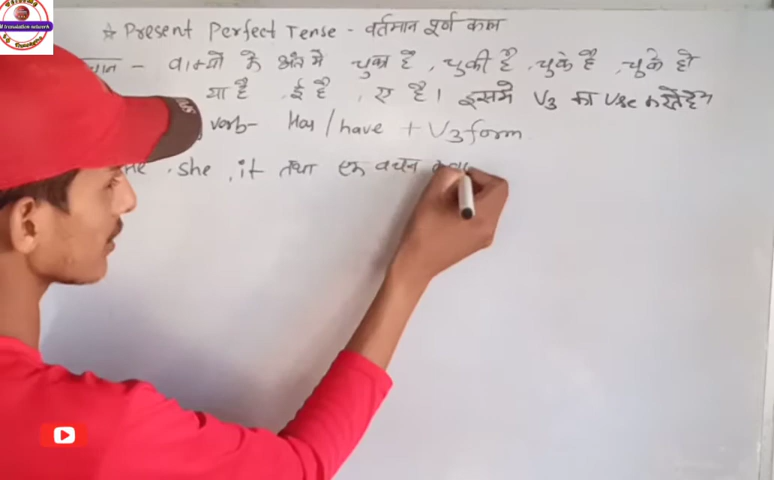 ☆ Present Perfect Tense - वर्तमान पूर्ण काल
- वाक्यो के अंत मे चुका है, चुकी है, चुके है, चुके हो
या है, ई है, ए है। इसमे V3 का use करते है
verb- Has/have + V3 form
He, she, it तथा एक वचन